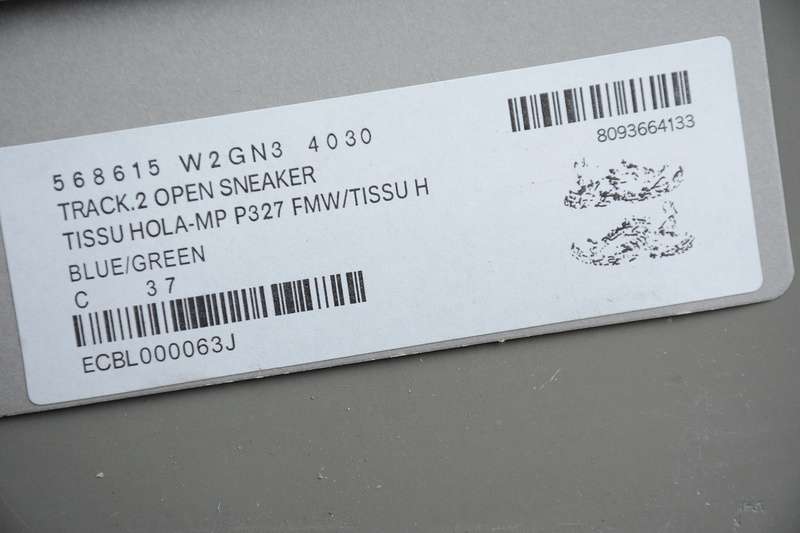 568615 W2GN3 4030
TRACK.2 OPEN SNEAKER
TISSU HOLA-MP P327 FMW/TISSU H
BLUE/GREEN
C 37
ECBL000063J
8093664133